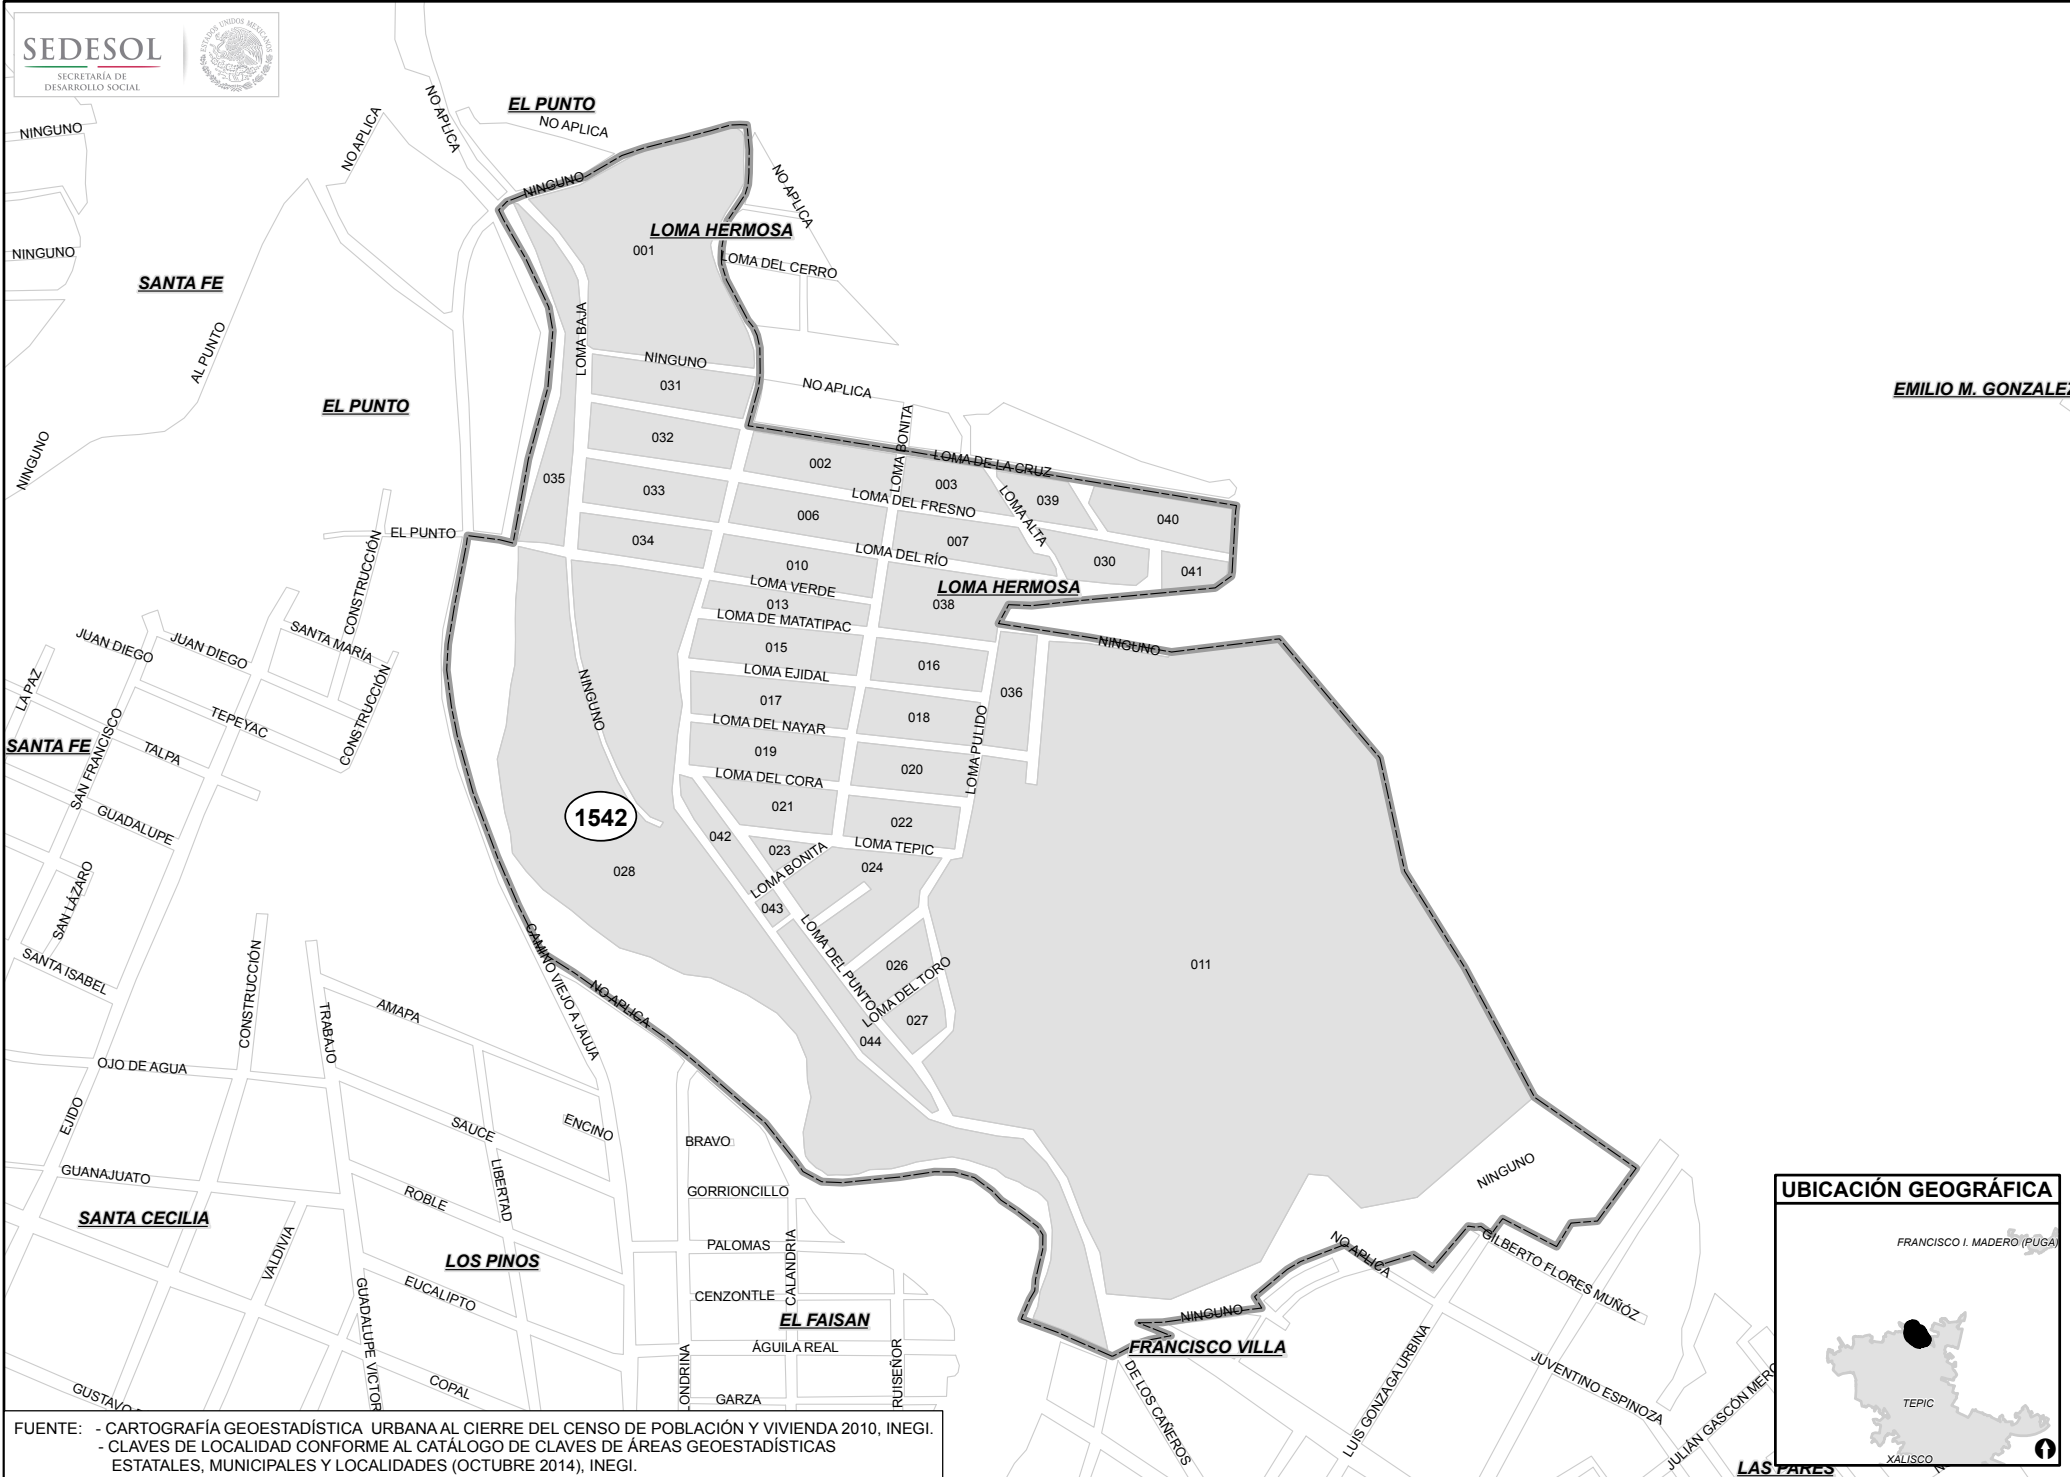 SEDESOL
SECRETARÍA DE
DESARROLLO SOCIAL
ESTADOS UNIDOS MEXICANOS
EL PUNTO
NO APLICA
NO APLICA
NO APLICA
NINGUNO
NINGUNO
NO APLICA
LOMA HERMOSA
001
NINGUNO
LOMA DEL CERRO
SANTA FE
LOMA BAJA
AL PUNTO
NINGUNO
031
NO APLICA
EMILIO M. GONZALEZ
EL PUNTO
LOMA BONITA
032
002
LOMA DE LA CRUZ
NINGUNO
035
033
003
LOMA ALTA
039
LOMA DEL FRESNO
006
040
EL PUNTO
034
007
LOMA DEL RÍO
010
030
041
CONSTRUCCIÓN
LOMA VERDE
LOMA HERMOSA
013
038
LOMA DE MATATIPAC
JUAN DIEGO
JUAN DIEGO
SANTA MARÍA
015
NINGUNO
016
LOMA EJIDAL
LA PAZ
CONSTRUCCIÓN
NINGUNO
017
036
TEPEYAC
LOMA DEL NAYAR
018
SANTA FE
SAN FRANCISCO
TALPA
019
LOMA PULIDO
020
LOMA DEL CORA
021
GUADALUPE
1542
022
042
LOMA TEPIC
023
LOMA BONITA
024
028
SAN LÁZARO
043
LOMA DEL PUNTO
CAMINO VIEJO A JAUJA
SANTA ISABEL
CONSTRUCCIÓN
026
011
LOMA DEL TORO
NO APLICA
AMAPA
TRABAJO
027
044
OJO DE AGUA
EJIDO
SAUCE
ENCINO
BRAVO
LIBERTAD
GUANAJUATO
ROBLE
GORRIONCILLO
NINGUNO
SANTA CECILIA
VALDIVIA
PALOMAS
CALANDRIA
LOS PINOS
NO APLICA
GILBERTO FLORES MUÑÓZ
EUCALIPTO
GUADALUPE VICTOR
CENZONTLE
EL FAISAN
NINGUNO
ÁGUILA REAL
FRANCISCO VILLA
RUISEÑOR
ONDRINA
DE LOS CAÑEROS
LUIS GONZAGA URBINA
JUVENTINO ESPINOZA
JULIÁN GASCÓN MERC
COPAL
GARZA
GUSTAVO
LAS PARES
UBICACIÓN GEOGRÁFICA
FRANCISCO I. MADERO (PUGA)
TEPIC
XALISCO
FUENTE: - CARTOGRAFÍA GEOESTADÍSTICA URBANA AL CIERRE DEL CENSO DE POBLACIÓN Y VIVIENDA 2010, INEGI.
- CLAVES DE LOCALIDAD CONFORME AL CATÁLOGO DE CLAVES DE ÁREAS GEOESTADÍSTICAS
ESTATALES, MUNICIPALES Y LOCALIDADES (OCTUBRE 2014), INEGI.